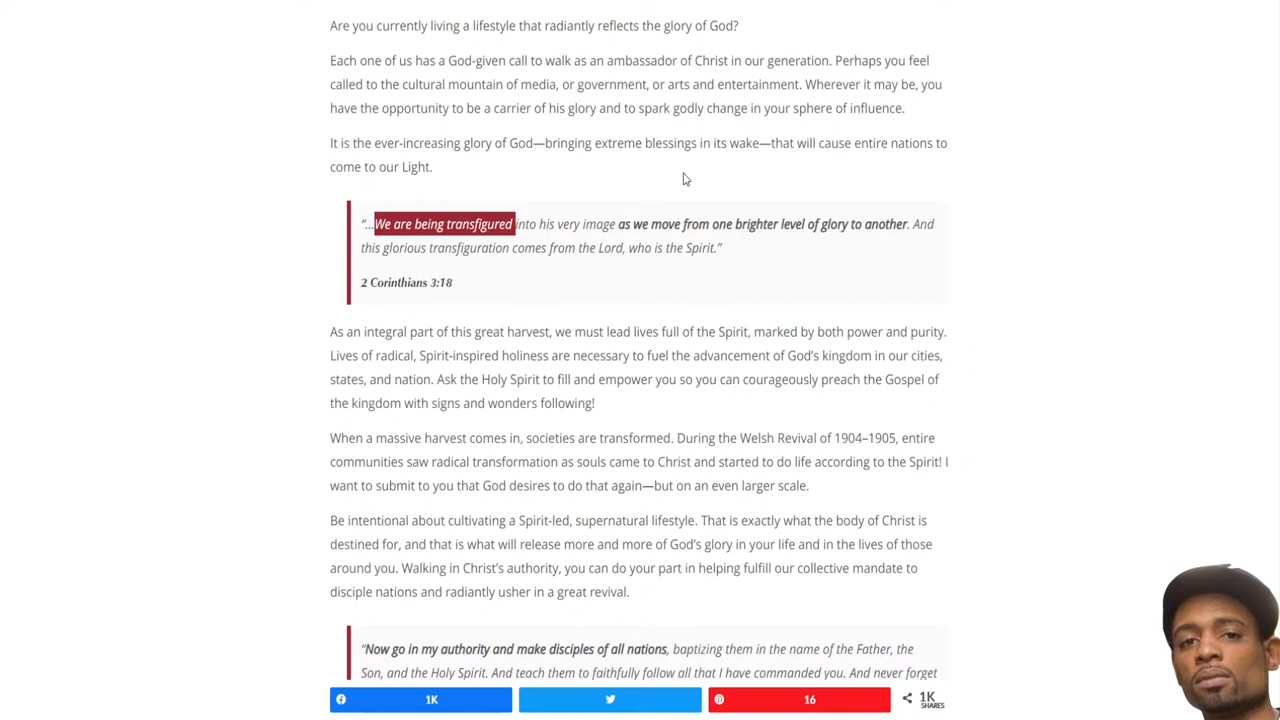 Are you currently living a lifestyle that radiantly reflects the glory of God?
Each one of us has a God-given call to walk as an ambassador of Christ in our generation. Perhaps you feel
called to the cultural mountain of media, or government, or arts and entertainment. Wherever it may be, you
have the opportunity to be a carrier of his glory and to spark godly change in your sphere of influence.
It is the ever-increasing glory of God—bringing extreme blessings in its wake—that will cause entire nations to
come to our Light.
“…We are being transfigured into his very image as we move from one brighter level of glory to another. And
this glorious transfiguration comes from the Lord, who is the Spirit.”
2 Corinthians 3:18
As an integral part of this great harvest, we must lead lives full of the Spirit, marked by both power and purity.
Lives of radical, Spirit-inspired holiness are necessary to fuel the advancement of God’s kingdom in our cities,
states, and nation. Ask the Holy Spirit to fill and empower you so you can courageously preach the Gospel of
the kingdom with signs and wonders following!
When a massive harvest comes in, societies are transformed. During the Welsh Revival of 1904–1905, entire
communities saw radical transformation as souls came to Christ and started to do life according to the Spirit! I
want to submit to you that God desires to do that again—but on an even larger scale.
Be intentional about cultivating a Spirit-led, supernatural lifestyle. That is exactly what the body of Christ is
destined for, and that is what will release more and more of God’s glory in your life and in the lives of those
around you. Walking in Christ’s authority, you can do your part in helping fulfill our collective mandate to
disciple nations and radiantly usher in a great revival.
“Now go in my authority and make disciples of all nations, baptizing them in the name of the Father, the
Son, and the Holy Spirit. And teach them to faithfully follow all that I have commanded you. And never forget
1K
16
1K
SHARES